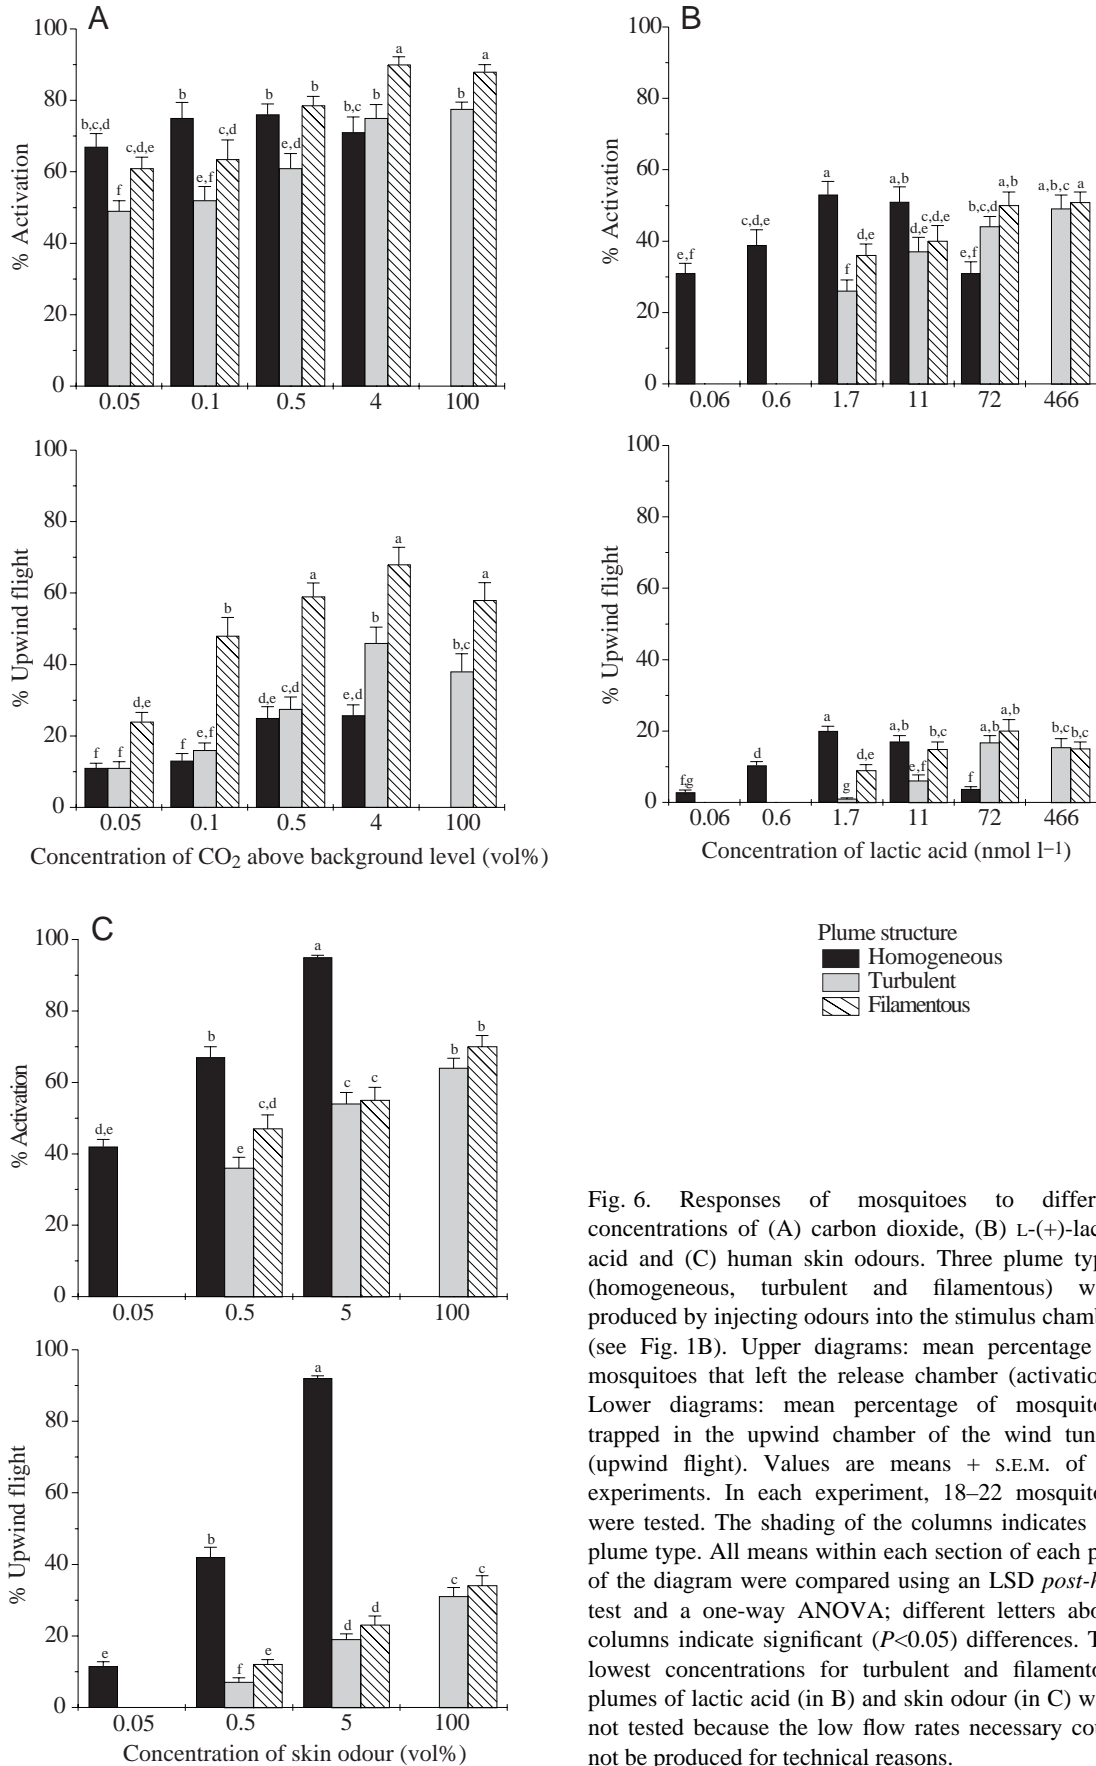 A
100
80
60
40
20
0
% Activation
b,c,d
f
c,d,e
b
e,f
c,d
b
e,d
b
b,c
b
a
b
a
0.05 0.1 0.5 4 100
100
80
60
40
20
0
% Upwind flight
f
f
d,e
f
e,f
b
d,e
c,d
a
e,d
b
a
b,c
a
0.05 0.1 0.5 4 100
Concentration of CO2 above background level (vol%)
B
100
80
60
40
20
0
% Activation
e,f
c,d,e
a
f
d,e
a,b
d,e
c,d,e
e,f
b,c,d
a,b
a,b,c
a
0.06 0.6 1.7 11 72 466
100
80
60
40
20
0
% Upwind flight
fg
d
a
g
d,e
a,b
e,f
b,c
f
a,b
a,b
b,c
b,c
0.06 0.6 1.7 11 72 466
Concentration of lactic acid (nmol l−1)
C
100
80
60
40
20
0
% Activation
d,e
b
e
c,d
a
c
c
b
b
0.05 0.5 5 100
100
80
60
40
20
0
% Upwind flight
e
b
f
e
a
d
d
c
c
0.05 0.5 5 100
Concentration of skin odour (vol%)
Plume structure
Homogeneous
Turbulent
Filamentous
Fig. 6. Responses of mosquitoes to differ
concentrations of (A) carbon dioxide, (B) L-(+)-lac
acid and (C) human skin odours. Three plume typ
(homogeneous, turbulent and filamentous) w
produced by injecting odours into the stimulus chamb
(see Fig. 1B). Upper diagrams: mean percentage
mosquitoes that left the release chamber (activatio
Lower diagrams: mean percentage of mosquito
trapped in the upwind chamber of the wind tun
(upwind flight). Values are means + S.E.M. of
experiments. In each experiment, 18–22 mosquito
were tested. The shading of the columns indicates
plume type. All means within each section of each p
of the diagram were compared using an LSD post-h
test and a one-way ANOVA; different letters abo
columns indicate significant (P<0.05) differences. T
lowest concentrations for turbulent and filamento
plumes of lactic acid (in B) and skin odour (in C) w
not tested because the low flow rates necessary cou
not be produced for technical reasons.